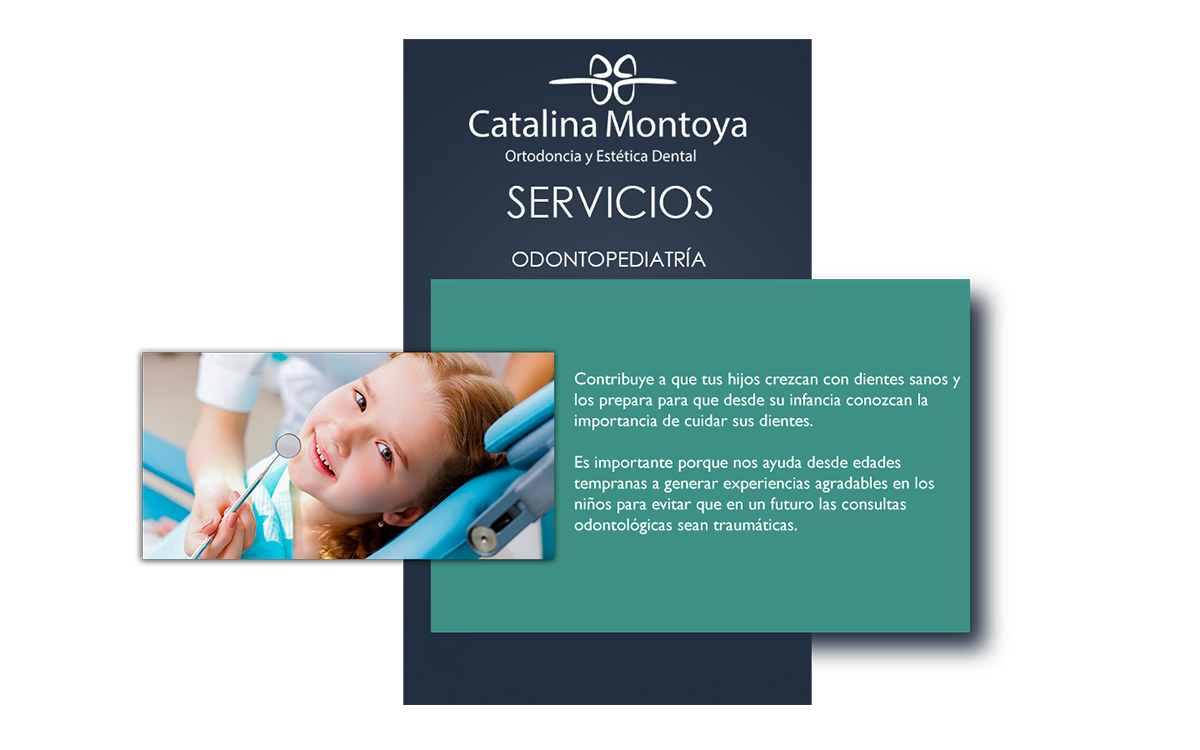 Catalina Montoya
Ortodoncia y Estética Dental
SERVICIOS
ODONTOPEDIATRÍA
Contribuye a que tus hijos crezcan con dientes sanos y
los prepara para que desde su infancia conozcan la
importancia de cuidar sus dientes.
Es importante porque nos ayuda desde edades
tempranas a generar experiencias agradables en los
niños para evitar que en un futuro las consultas
odontológicas sean traumáticas.